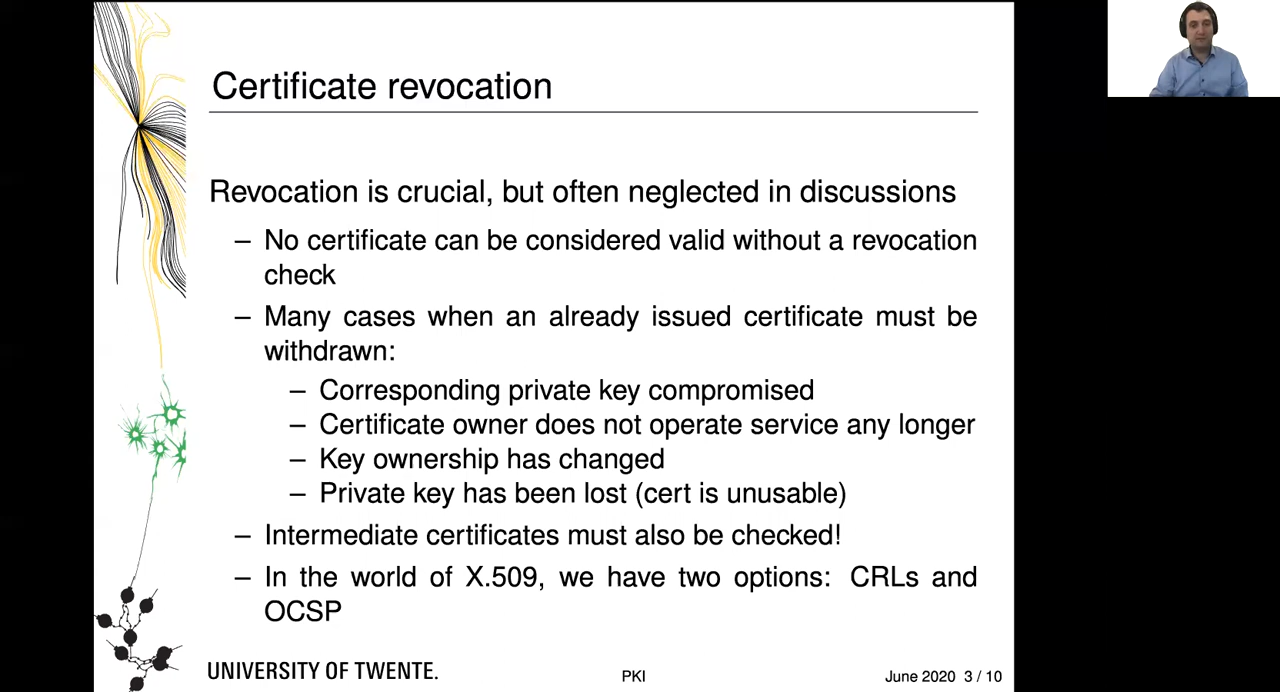 Certificate revocation
Revocation is crucial, but often neglected in discussions
– No certificate can be considered valid without a revocation
check
– Many cases when an already issued certificate must be
withdrawn:
– Corresponding private key compromised
– Certificate owner does not operate service any longer
– Key ownership has changed
– Private key has been lost (cert is unusable)
– Intermediate certificates must also be checked!
– In the world of X.509, we have two options: CRLs and
OCSP
UNIVERSITY OF TWENTE. PKI June 2020 3 / 10